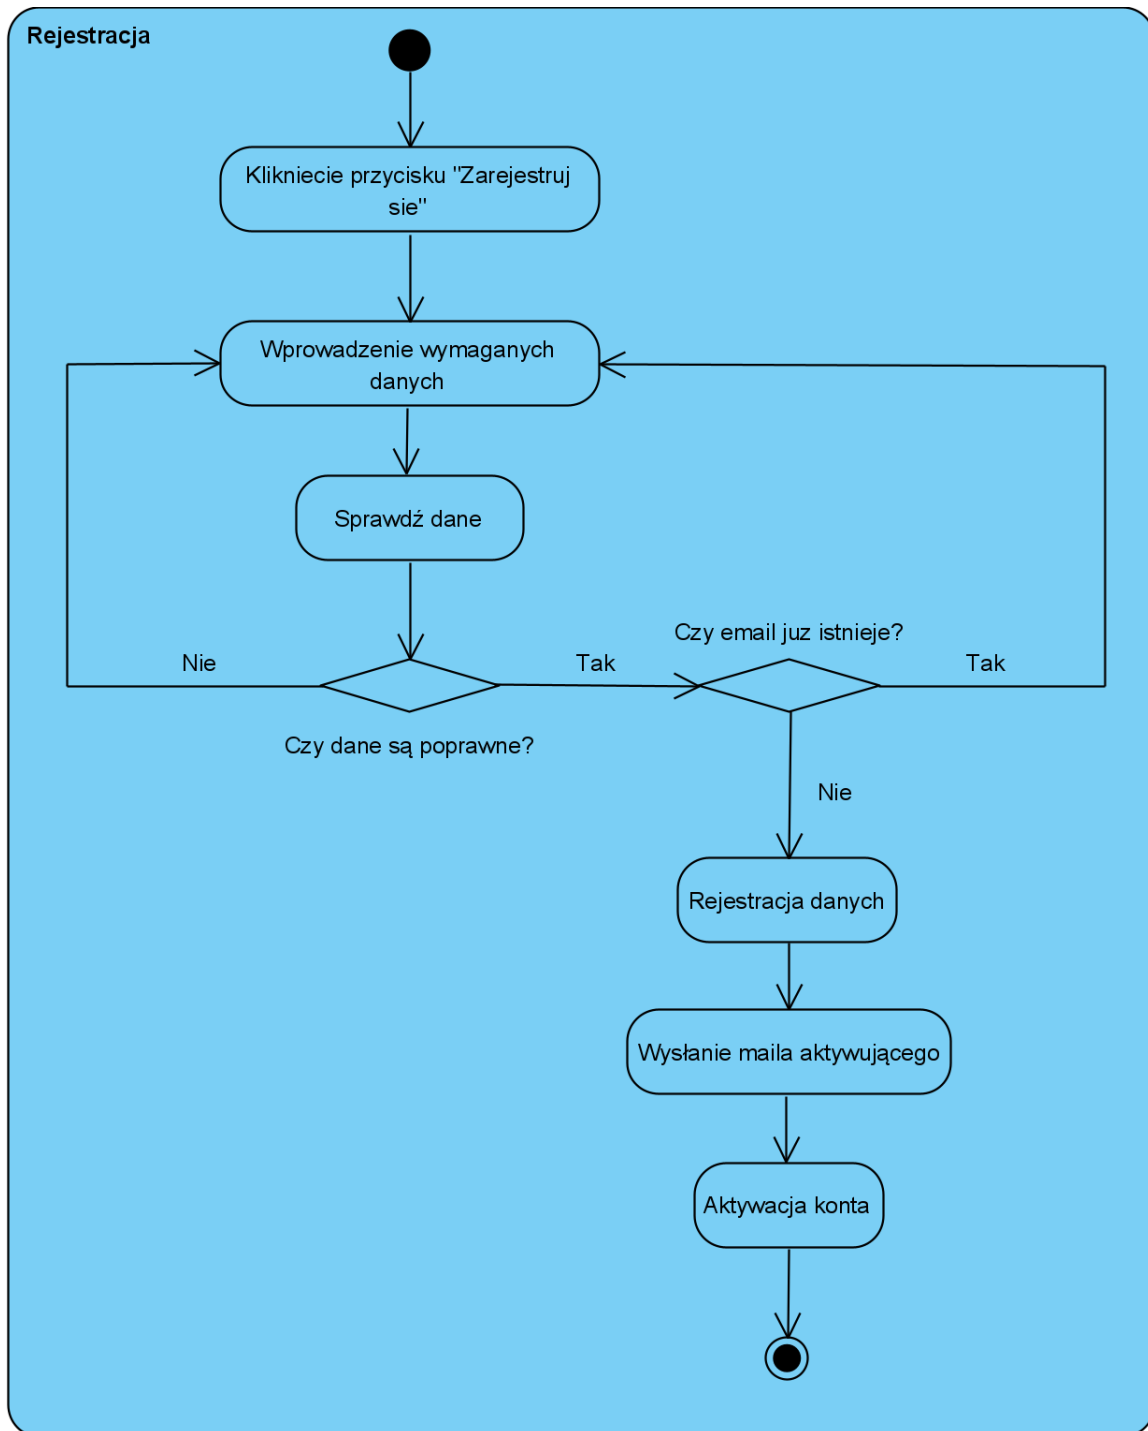 Rejestracja
Klikniecie przycisku "Zarejestruj
sie"
Wprowadzenie wymaganych
danych
Sprawdź dane
Czy email juz istnieje?
Nie
Tak
Tak
Czy dane są poprawne?
Nie
Rejestracja danych
Wysłanie maila aktywującego
Aktywacja konta